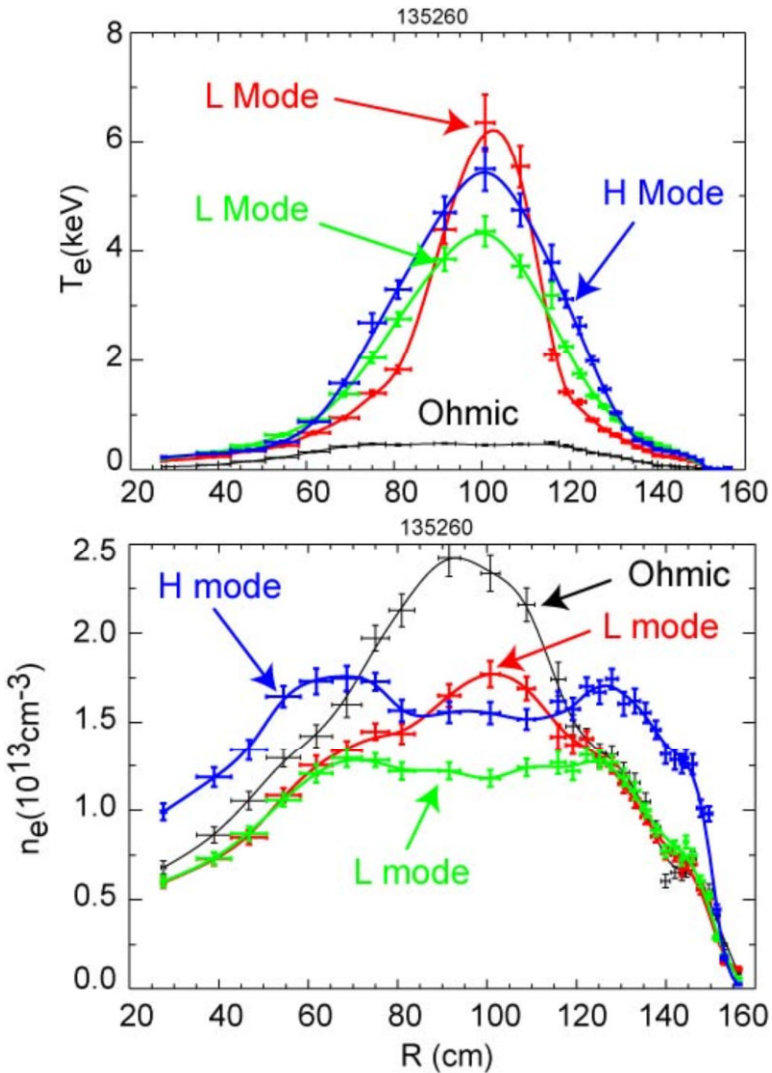 135260
8
L Mode
6
L Mode
H Mode
T_e(keV)
4
2
Ohmic
0
20 40 60 80 100 120 140 160
135260
2.5
H mode
Ohmic
2.0
L mode
n_e(10^13cm^-3)
1.5
1.0
L mode
0.5
0.0
20 40 60 80 100 120 140 160
R (cm)